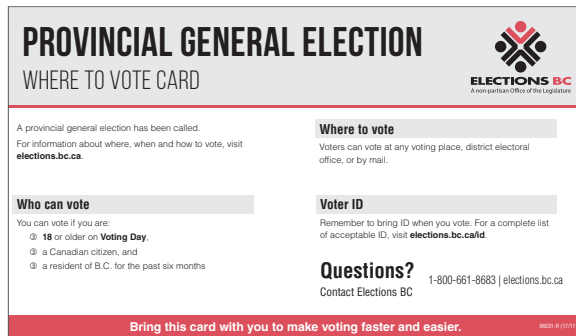 PROVINCIAL GENERAL ELECTION
WHERE TO VOTE CARD
ELECTIONS BC
A non-partisan Office of the Legislature
A provincial general election has been called.
For information about where, when and how to vote, visit
elections.bc.ca.
Who can vote
You can vote if you are:
③ 18 or older on Voting Day,
③ a Canadian citizen, and
③ a resident of B.C. for the past six months
Where to vote
Voters can vote at any voting place, district electoral
office, or by mail.
Voter ID
Remember to bring ID when you vote. For a complete list
of acceptable ID, visit elections.bc.ca/id.
Questions?
Contact Elections BC
1-800-661-8683 | elections.bc.ca
Bring this card with you to make voting faster and easier.